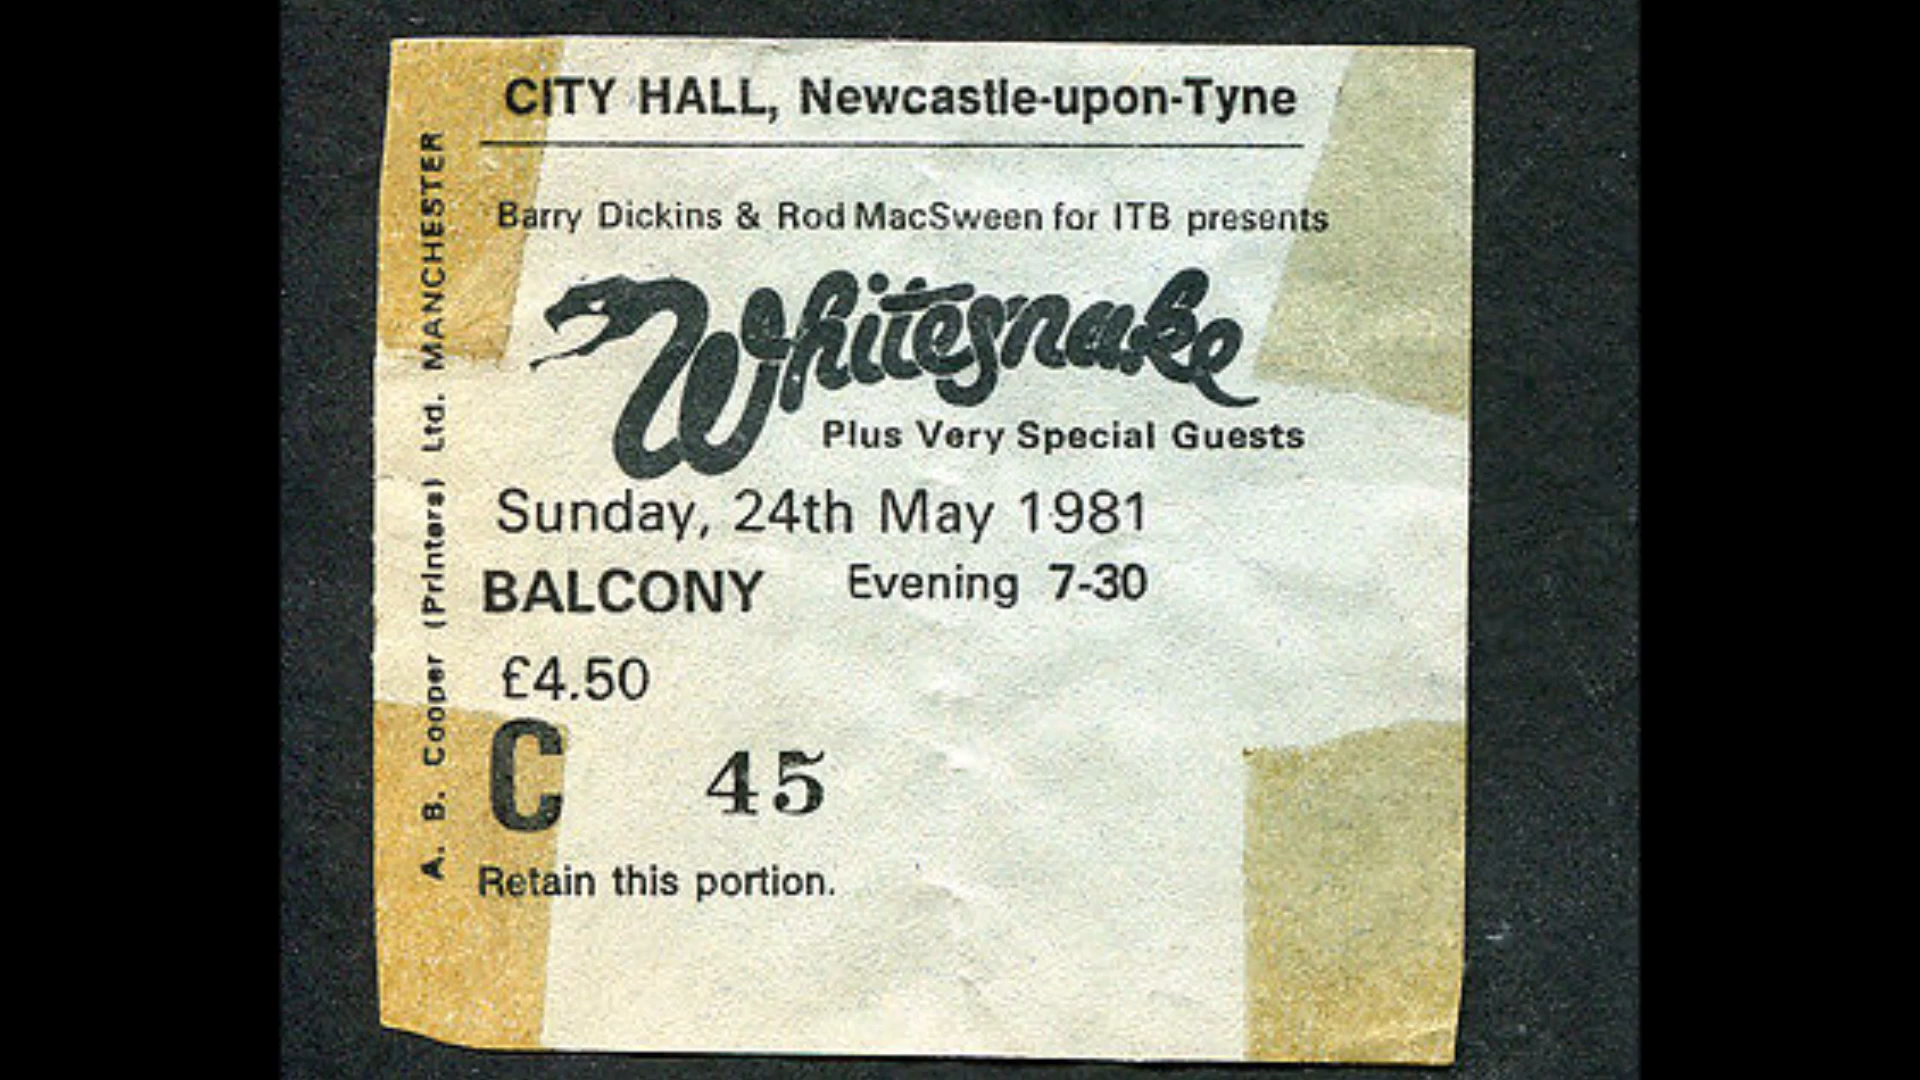 CITY HALL, Newcastle-upon-Tyne
Barry Dickins & Rod MacSween for ITB presents
Whitesnake
Plus Very Special Guests
Sunday, 24th May 1981
BALCONY Evening 7-30
£4.50
C 45
Retain this portion.
A. B. Cooper (Printers) Ltd. MANCHESTER